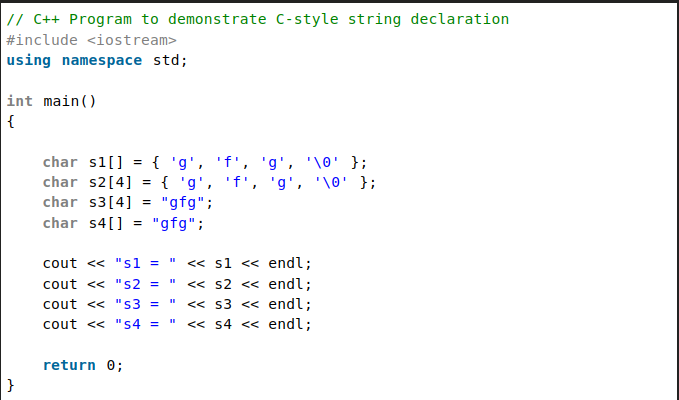 // C++ Program to demonstrate C-style string declaration
#include <iostream>
using namespace std;
int main()
{
char s1[] = { 'g', 'f', 'g', '\0' };
char s2[4] = { 'g', 'f', 'g', '\0' };
char s3[4] = "gfg";
char s4[] = "gfg";
cout << "s1 = " << s1 << endl;
cout << "s2 = " << s2 << endl;
cout << "s3 = " << s3 << endl;
cout << "s4 = " << s4 << endl;
return 0;
}